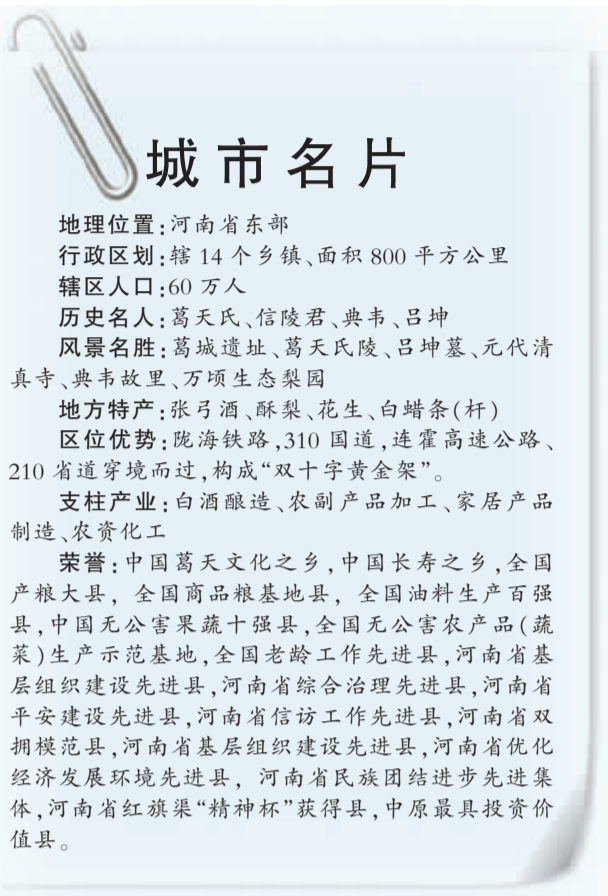 城市名片
地理位置:河南省东部
行政区划:辖 14 个乡镇、面积 800 平方公里
辖区人口:60 万人
历史名人:葛天氏、信陵君、典韦、吕坤
风景名胜:葛城遗址、葛天氏陵、吕坤墓、元代清
真寺、典韦故里、万顷生态梨园
地方特产:张弓酒、酥梨、花生、白蜡条(杆)
区位优势:陇海铁路,310 国道,连霍高速公路、
210 省道穿境而过,构成“双十字黄金架”。
支柱产业:白酒酿造、农副产品加工、家居产品
制造、农资化工
荣誉:中国葛天文化之乡,中国长寿之乡,全国
产粮大县, 全国商品粮基地县, 全国油料生产百强
县,中国无公害果蔬十强县,全国无公害农产品(蔬
菜)生产示范基地,全国老龄工作先进县,河南省基
层组织建设先进县,河南省综合治理先进县,河南省
平安建设先进县,河南省信访工作先进县,河南省双
拥模范县,河南省基层组织建设先进县,河南省优化
经济发展环境先进县, 河南省民族团结进步先进集
体,河南省红旗渠“精神杯”获得县,中原最具投资价
值县。